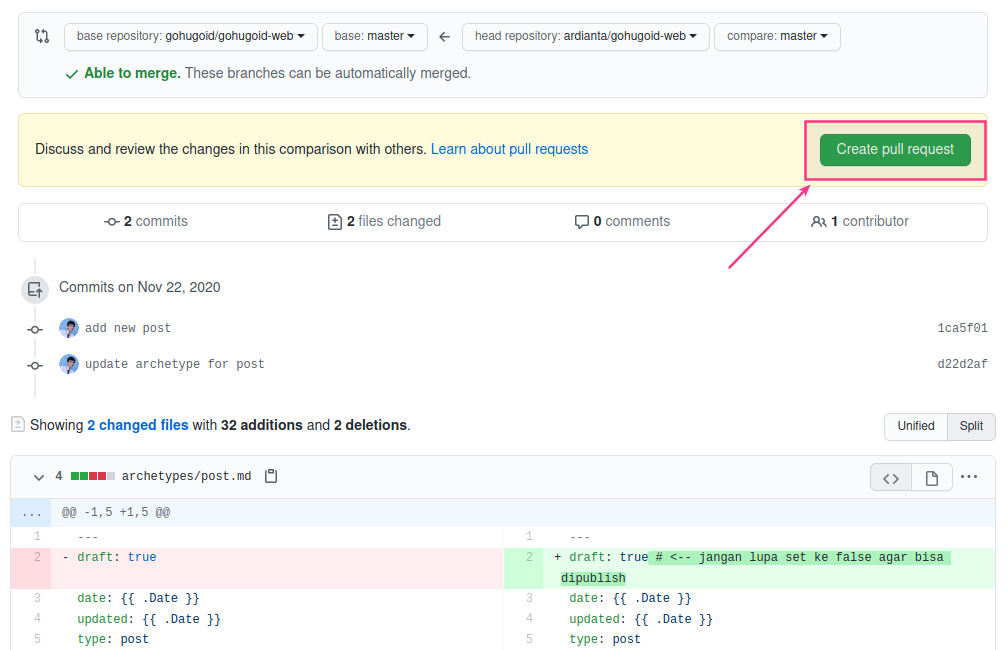 base repository: gohugoid/gohugoid-web base: master head repository: ardianta/gohugoid-web compare: master
Able to merge. These branches can be automatically merged.
Discuss and review the changes in this comparison with others. Learn about pull requests Create pull request
2 commits 2 files changed 0 comments 1 contributor
Commits on Nov 22, 2020
add new post 1ca5f01
update archetype for post d22d2af
Showing 2 changed files with 32 additions and 2 deletions. Unified Split
4 archetypes/post.md <> ...
... @@ -1,5 +1,5 @@
1 --- 1 ---
2 - draft: true 2 + draft: true # <-- jangan lupa set ke false agar bisa
dipublish
3 date: {{ .Date }} 3 date: {{ .Date }}
4 updated: {{ .Date }} 4 updated: {{ .Date }}
5 type: post 5 type: post